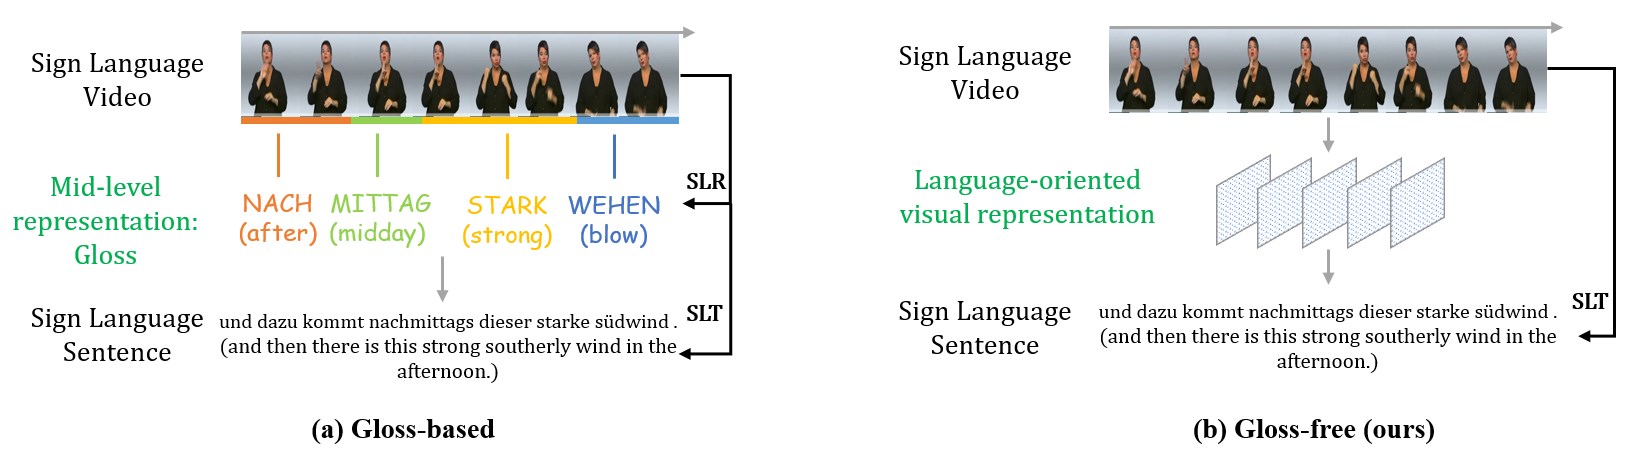 Sign Language
Video
Mid-level
representation:
Gloss
NACH
(after)
MITTAG
(midday)
STARK
(strong)
WEHEN
(blow)
SLR
Sign Language
Sentence
und dazu kommt nachmittags dieser starke südwind .
(and then there is this strong southerly wind in the
afternoon.)
SLT
(a) Gloss-based
Sign Language
Video
Language-oriented
visual representation
Sign Language
Sentence
und dazu kommt nachmittags dieser starke südwind .
(and then there is this strong southerly wind in the
afternoon.)
SLT
(b) Gloss-free (ours)